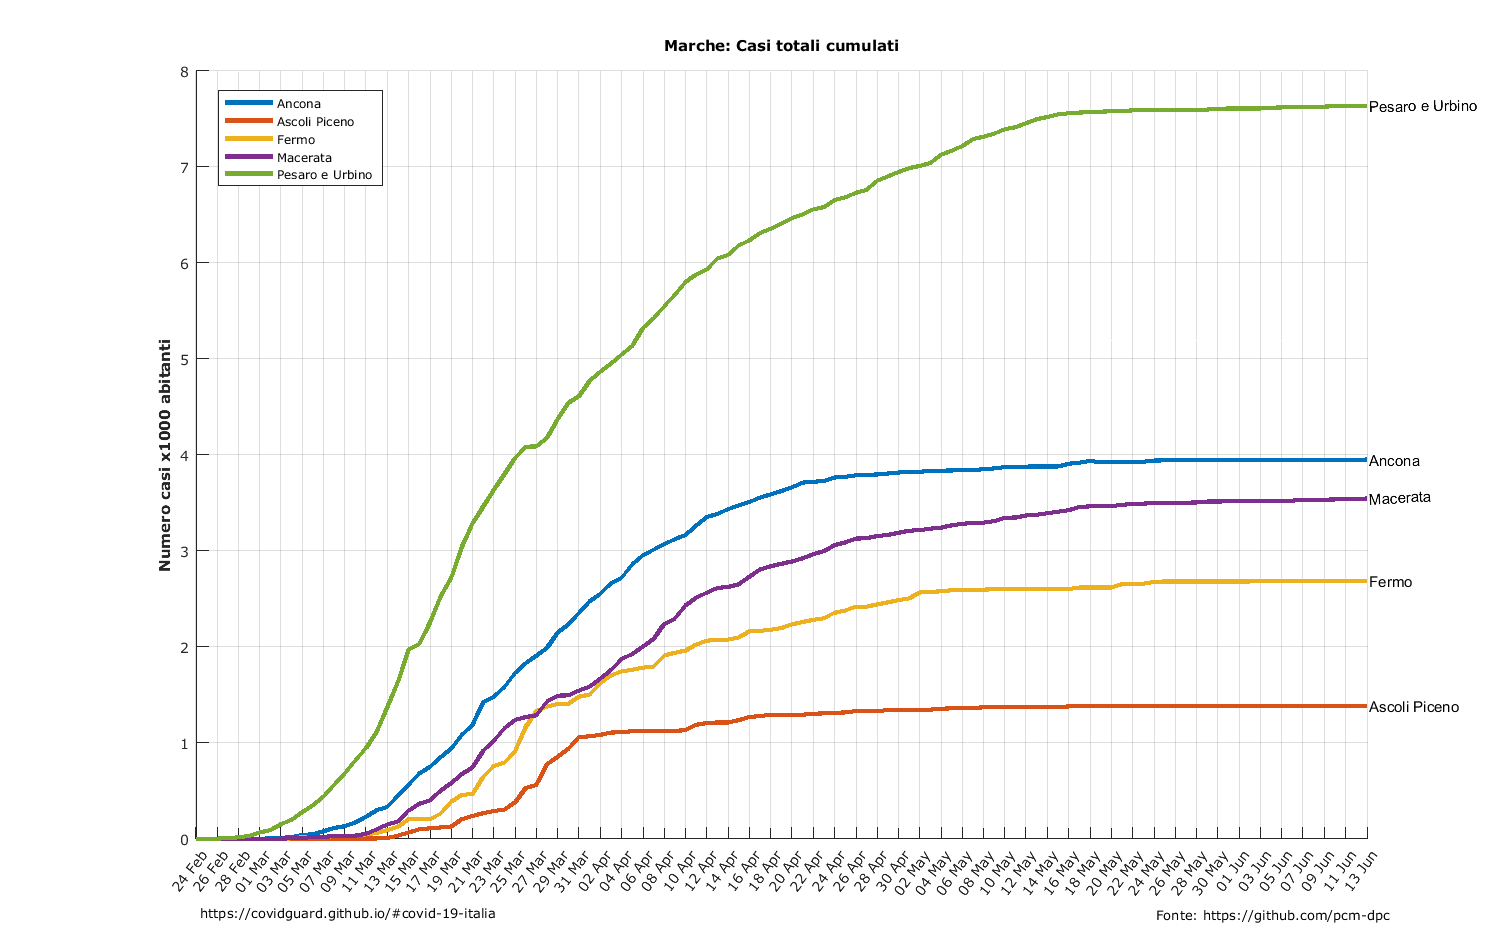 Marche: Casi totali cumulati
Numero casi x1000 abitanti
8
7
6
5
4
3
2
1
0
Ancona
Ascoli Piceno
Fermo
Macerata
Pesaro e Urbino
Pesaro e Urbino
Ancona
Macerata
Fermo
Ascoli Piceno
24 Feb
26 Feb
28 Feb
01 Mar
03 Mar
05 Mar
07 Mar
09 Mar
11 Mar
13 Mar
15 Mar
17 Mar
19 Mar
21 Mar
23 Mar
25 Mar
27 Mar
29 Mar
31 Mar
02 Apr
04 Apr
06 Apr
08 Apr
10 Apr
12 Apr
14 Apr
16 Apr
18 Apr
20 Apr
22 Apr
24 Apr
26 Apr
28 Apr
30 Apr
02 May
04 May
06 May
08 May
10 May
12 May
14 May
16 May
18 May
20 May
22 May
24 May
26 May
28 May
30 May
01 Jun
03 Jun
05 Jun
07 Jun
09 Jun
11 Jun
13 Jun
https://covidguard.github.io/#covid-19-italia
Fonte: https://github.com/pcm-dpc